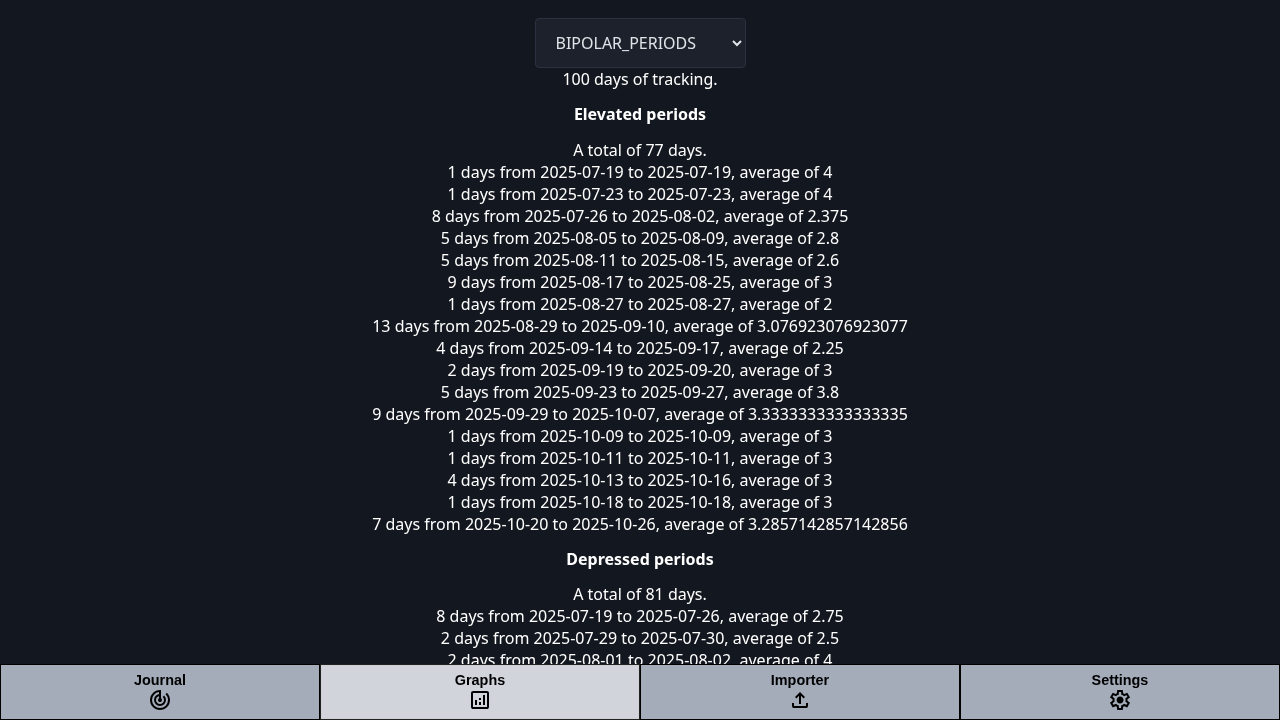 BIPOLAR_PERIODS
100 days of tracking.
Elevated periods
A total of 77 days.
1 days from 2025-07-19 to 2025-07-19, average of 4
1 days from 2025-07-23 to 2025-07-23, average of 4
8 days from 2025-07-26 to 2025-08-02, average of 2.375
5 days from 2025-08-05 to 2025-08-09, average of 2.8
5 days from 2025-08-11 to 2025-08-15, average of 2.6
9 days from 2025-08-17 to 2025-08-25, average of 3
1 days from 2025-08-27 to 2025-08-27, average of 2
13 days from 2025-08-29 to 2025-09-10, average of 3.076923076923077
4 days from 2025-09-14 to 2025-09-17, average of 2.25
2 days from 2025-09-19 to 2025-09-20, average of 3
5 days from 2025-09-23 to 2025-09-27, average of 3.8
9 days from 2025-09-29 to 2025-10-07, average of 3.3333333333333335
1 days from 2025-10-09 to 2025-10-09, average of 3
1 days from 2025-10-11 to 2025-10-11, average of 3
4 days from 2025-10-13 to 2025-10-16, average of 3
1 days from 2025-10-18 to 2025-10-18, average of 3
7 days from 2025-10-20 to 2025-10-26, average of 3.2857142857142856
Depressed periods
A total of 81 days.
8 days from 2025-07-19 to 2025-07-26, average of 2.75
2 days from 2025-07-29 to 2025-07-30, average of 2.5
2 days from 2025-08-01 to 2025-08-02, average of 4
Journal
Graphs
Importer
Settings